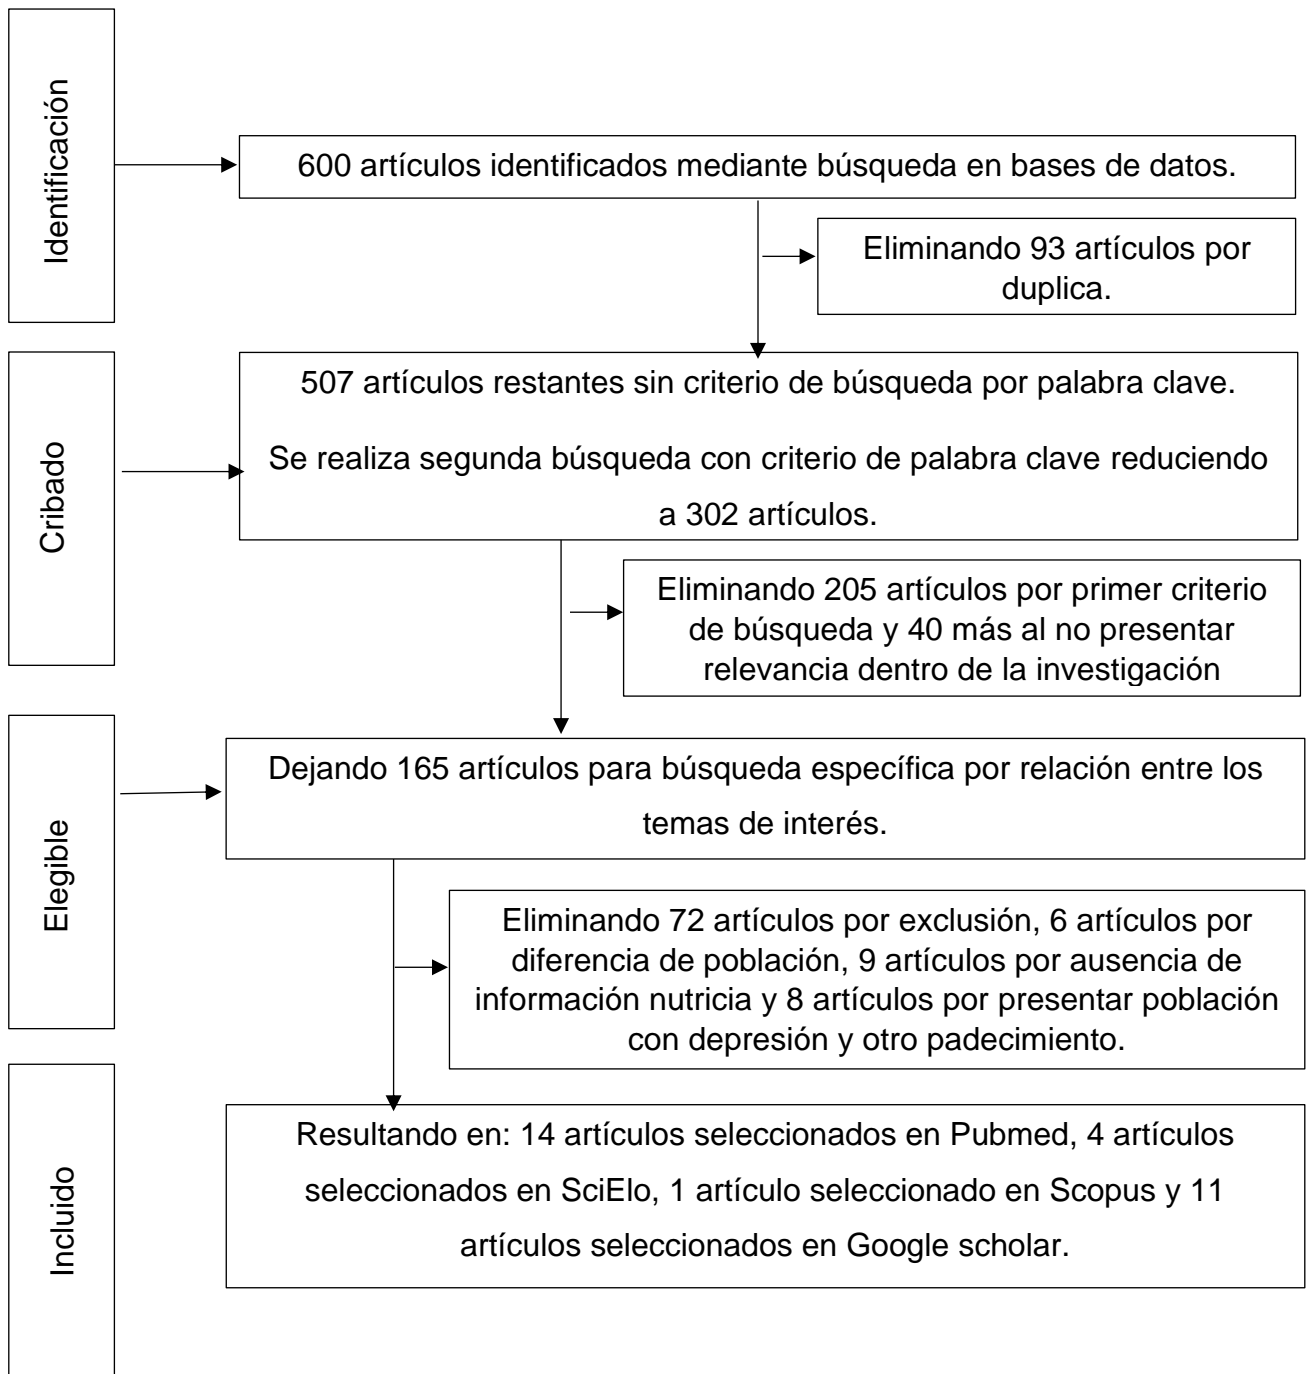 Identificación
600 artículos identificados mediante búsqueda en bases de datos.
Eliminando 93 artículos por
duplica.
Cribado
507 artículos restantes sin criterio de búsqueda por palabra clave.
Se realiza segunda búsqueda con criterio de palabra clave reduciendo
a 302 artículos.
Eliminando 205 artículos por primer criterio
de búsqueda y 40 más al no presentar
relevancia dentro de la investigación
Elegible
Dejando 165 artículos para búsqueda específica por relación entre los
temas de interés.
Eliminando 72 artículos por exclusión, 6 artículos por
diferencia de población, 9 artículos por ausencia de
información nutricia y 8 artículos por presentar población
con depresión y otro padecimiento.
Incluido
Resultando en: 14 artículos seleccionados en Pubmed, 4 artículos
seleccionados en SciElo, 1 artículo seleccionado en Scopus y 11
artículos seleccionados en Google scholar.